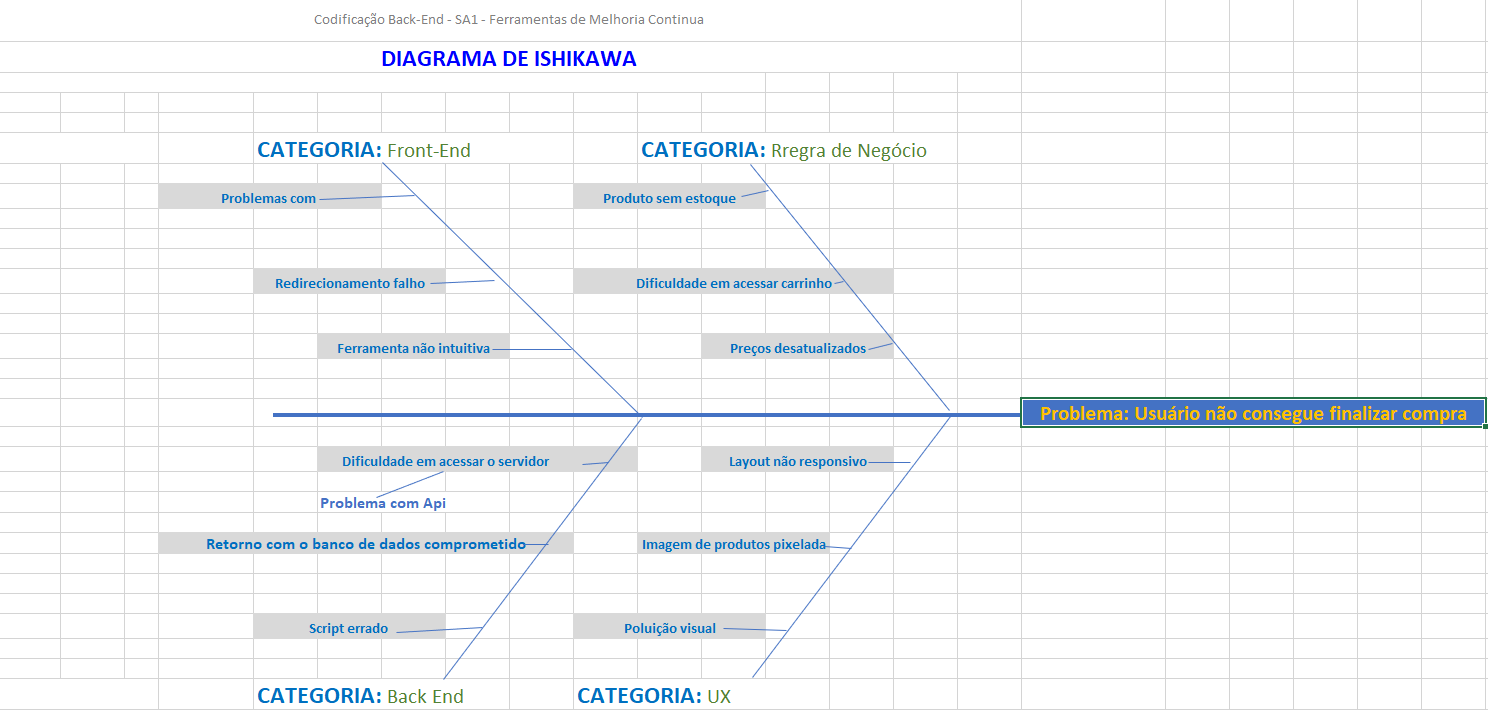 Codificação Back-End - SA1 - Ferramentas de Melhoria Continua
DIAGRAMA DE ISHIKAWA
CATEGORIA: Front-End
CATEGORIA: Rregra de Negócio
Problemas com
Produto sem estoque
Redirecionamento falho
Dificuldade em acessar carrinho
Ferramenta não intuitiva
Preços desatualizados
Problema: Usuário não consegue finalizar compra
Dificuldade em acessar o servidor
Layout não responsivo
Problema com Api
Retorno com o banco de dados comprometido
Imagem de produtos pixelada
Script errado
Poluição visual
CATEGORIA: Back End
CATEGORIA: UX